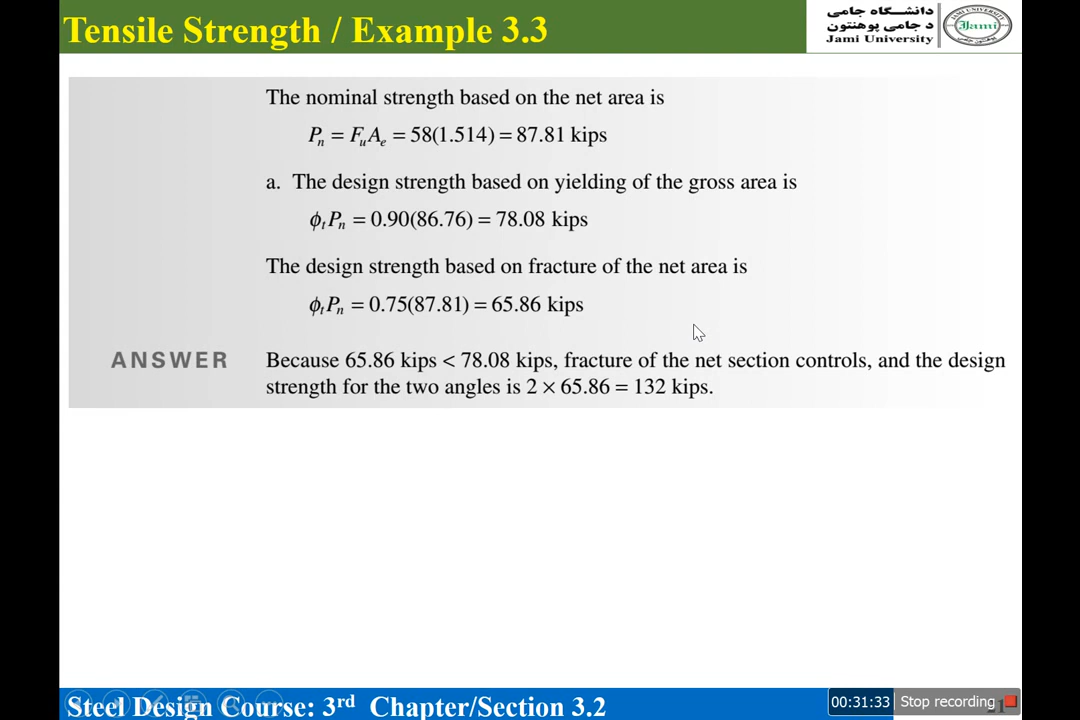 Tensile Strength / Example 3.3
دانشگاه جامی
د جامی پوهنتون
Jami University
JAMI UNIVERSITY
Jami
The nominal strength based on the net area is
Pₙ = FᵤAₑ = 58(1.514) = 87.81 kips
a. The design strength based on yielding of the gross area is
ϕₜPₙ = 0.90(86.76) = 78.08 kips
The design strength based on fracture of the net area is
ϕₜPₙ = 0.75(87.81) = 65.86 kips
ANSWER Because 65.86 kips < 78.08 kips, fracture of the net section controls, and the design
strength for the two angles is 2 × 65.86 = 132 kips.
Steel Design Course: 3rd Chapter/Section 3.2
00:31:33 Stop recording